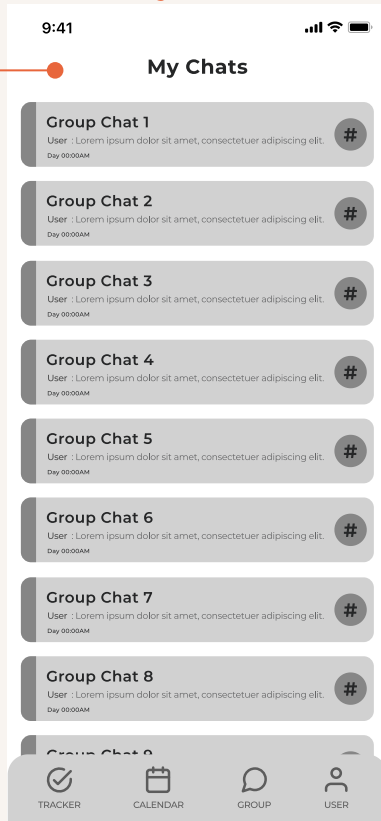 9:41
My Chats
Group Chat 1
User : Lorem ipsum dolor sit amet, consectetuer adipiscing elit.
#
Day 00:00AM
Group Chat 2
User : Lorem ipsum dolor sit amet, consectetuer adipiscing elit.
#
Day 00:00AM
Group Chat 3
User : Lorem ipsum dolor sit amet, consectetuer adipiscing elit.
#
Day 00:00AM
Group Chat 4
User : Lorem ipsum dolor sit amet, consectetuer adipiscing elit.
#
Day 00:00AM
Group Chat 5
User : Lorem ipsum dolor sit amet, consectetuer adipiscing elit.
#
Day 00:00AM
Group Chat 6
User : Lorem ipsum dolor sit amet, consectetuer adipiscing elit.
#
Day 00:00AM
Group Chat 7
User : Lorem ipsum dolor sit amet, consectetuer adipiscing elit.
#
Day 00:00AM
Group Chat 8
User : Lorem ipsum dolor sit amet, consectetuer adipiscing elit.
#
Day 00:00AM
Group Chat 9
TRACKER CALENDAR GROUP USER